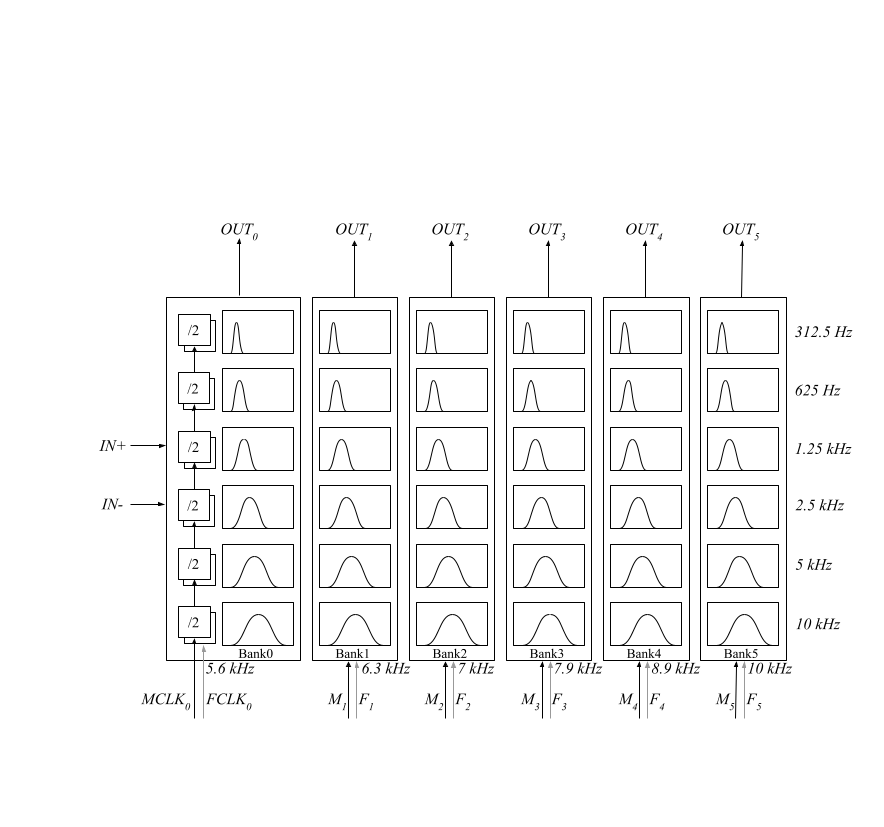 OUT0 OUT1 OUT2 OUT3 OUT4 OUT5
/2 312.5 Hz
/2 625 Hz
IN+ /2 1.25 kHz
IN- /2 2.5 kHz
/2 5 kHz
/2 10 kHz
Bank0 Bank1 Bank2 Bank3 Bank4 Bank5
5.6 kHz 6.3 kHz 7 kHz 7.9 kHz 8.9 kHz 10 kHz
MCLK0 FCLK0 M1 F1 M2 F2 M3 F3 M4 F4 M5 F5